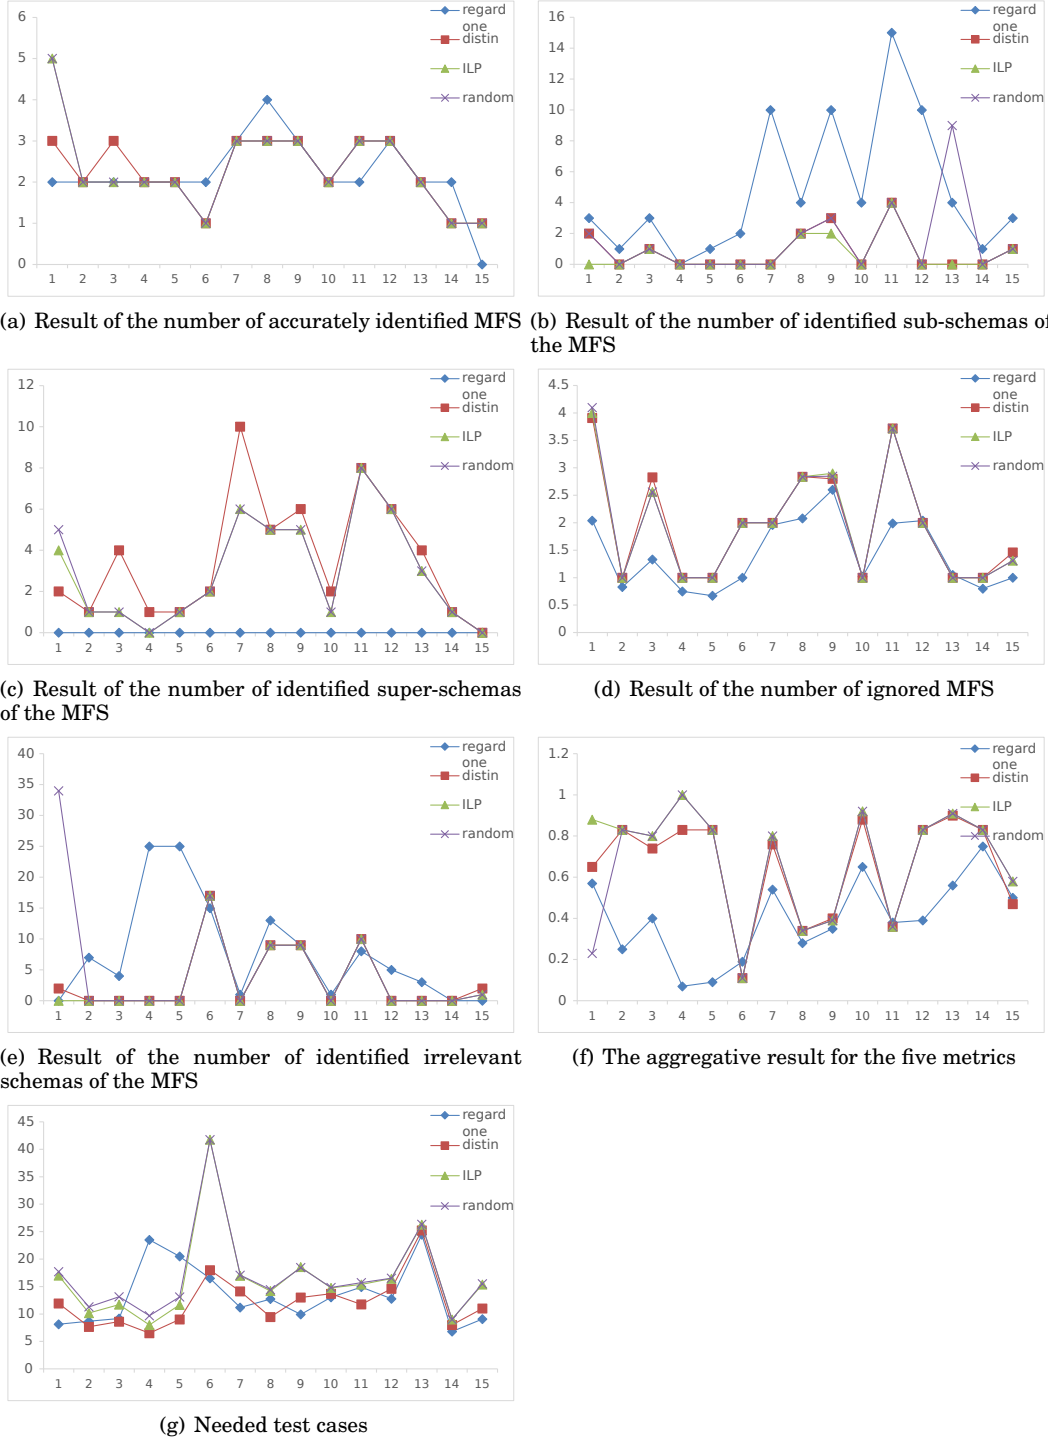 6
5
4
3
2
1
0
1 2 3 4 5 6 7 8 9 10 11 12 13 14 15
regard
one
distin
ILP
random
16
14
12
10
8
6
4
2
0
1 2 3 4 5 6 7 8 9 10 11 12 13 14 15
regard
one
distin
ILP
random
(a) Result of the number of accurately identified MFS
(b) Result of the number of identified sub-schemas of
the MFS
12
10
8
6
4
2
0
1 2 3 4 5 6 7 8 9 10 11 12 13 14 15
regard
one
distin
ILP
random
4.5
4
3.5
3
2.5
2
1.5
1
0.5
0
1 2 3 4 5 6 7 8 9 10 11 12 13 14 15
regard
one
distin
ILP
random
(c) Result of the number of identified super-schemas
of the MFS
(d) Result of the number of ignored MFS
40
35
30
25
20
15
10
5
0
1 2 3 4 5 6 7 8 9 10 11 12 13 14 15
regard
one
distin
ILP
random
1.2
1
0.8
0.6
0.4
0.2
0
1 2 3 4 5 6 7 8 9 10 11 12 13 14 15
regard
one
distin
ILP
random
(e) Result of the number of identified irrelevant
schemas of the MFS
(f) The aggregative result for the five metrics
45
40
35
30
25
20
15
10
5
0
1 2 3 4 5 6 7 8 9 10 11 12 13 14 15
regard
one
distin
ILP
random
(g) Needed test cases